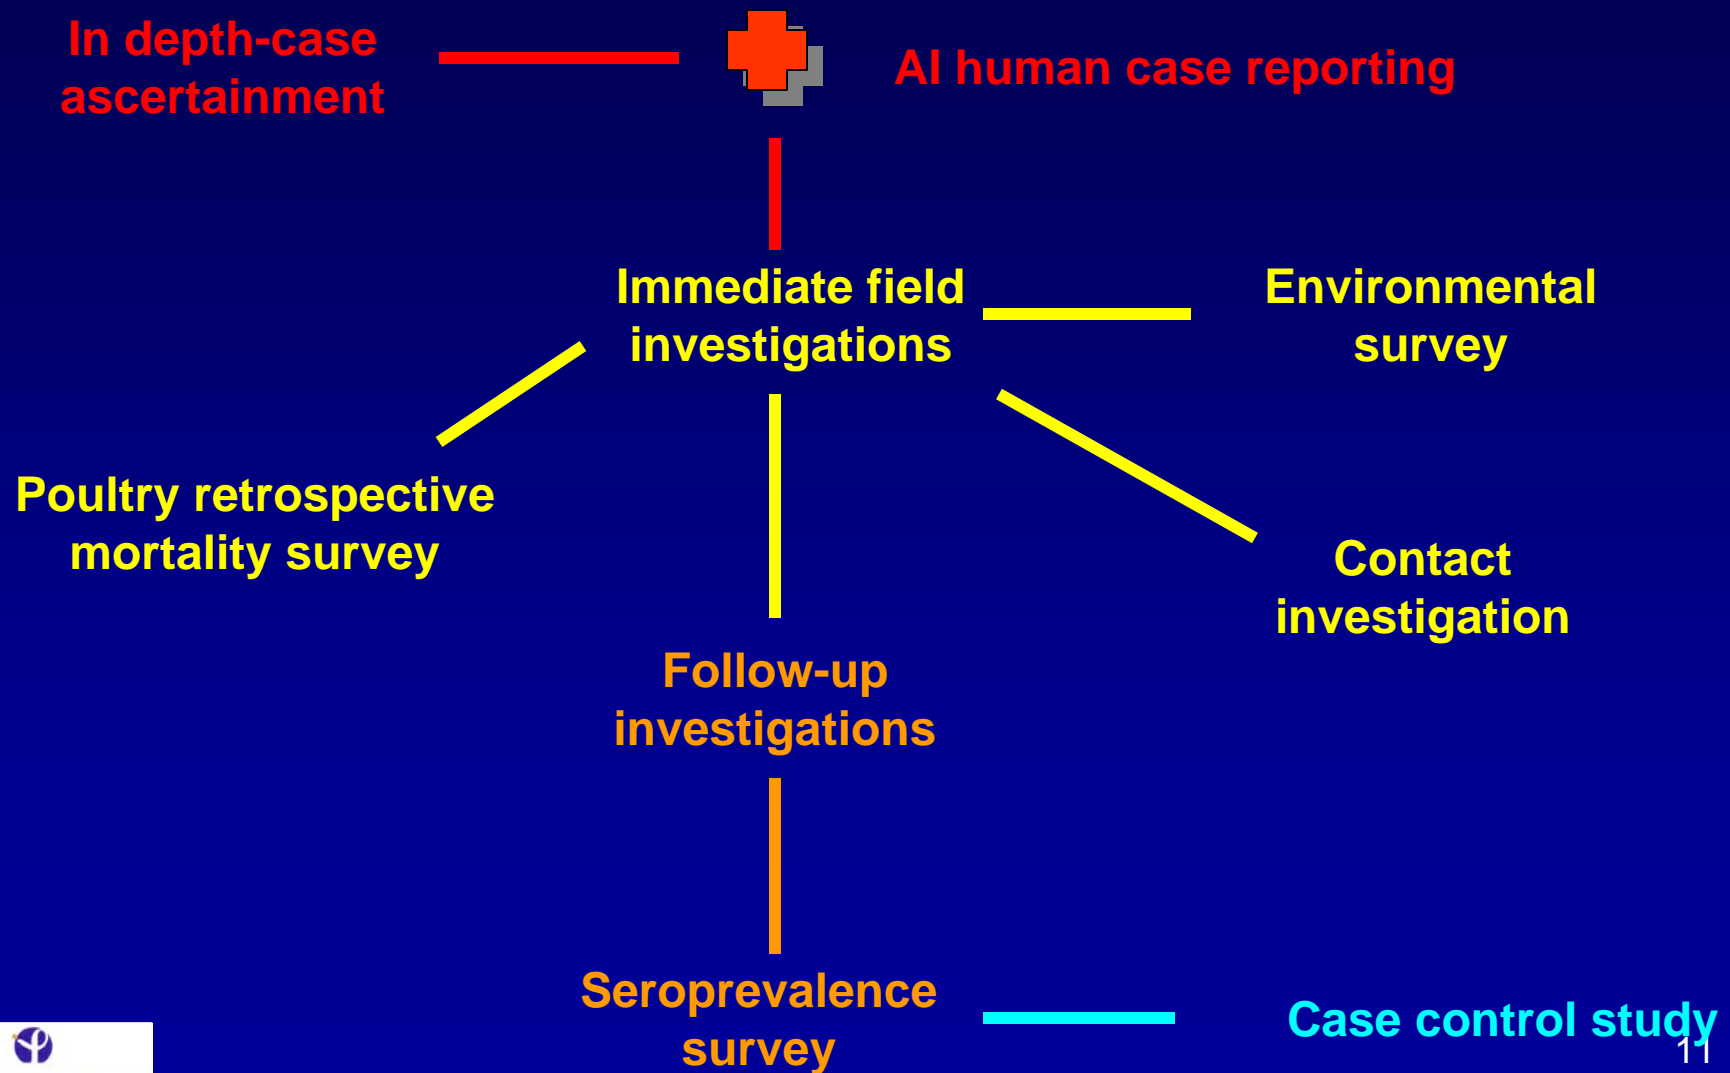 In depth-case
ascertainment
AI human case reporting
Immediate field
investigations
Environmental
survey
Poultry retrospective
mortality survey
Contact
investigation
Follow-up
investigations
Seroprevalence
survey
Case control study
11